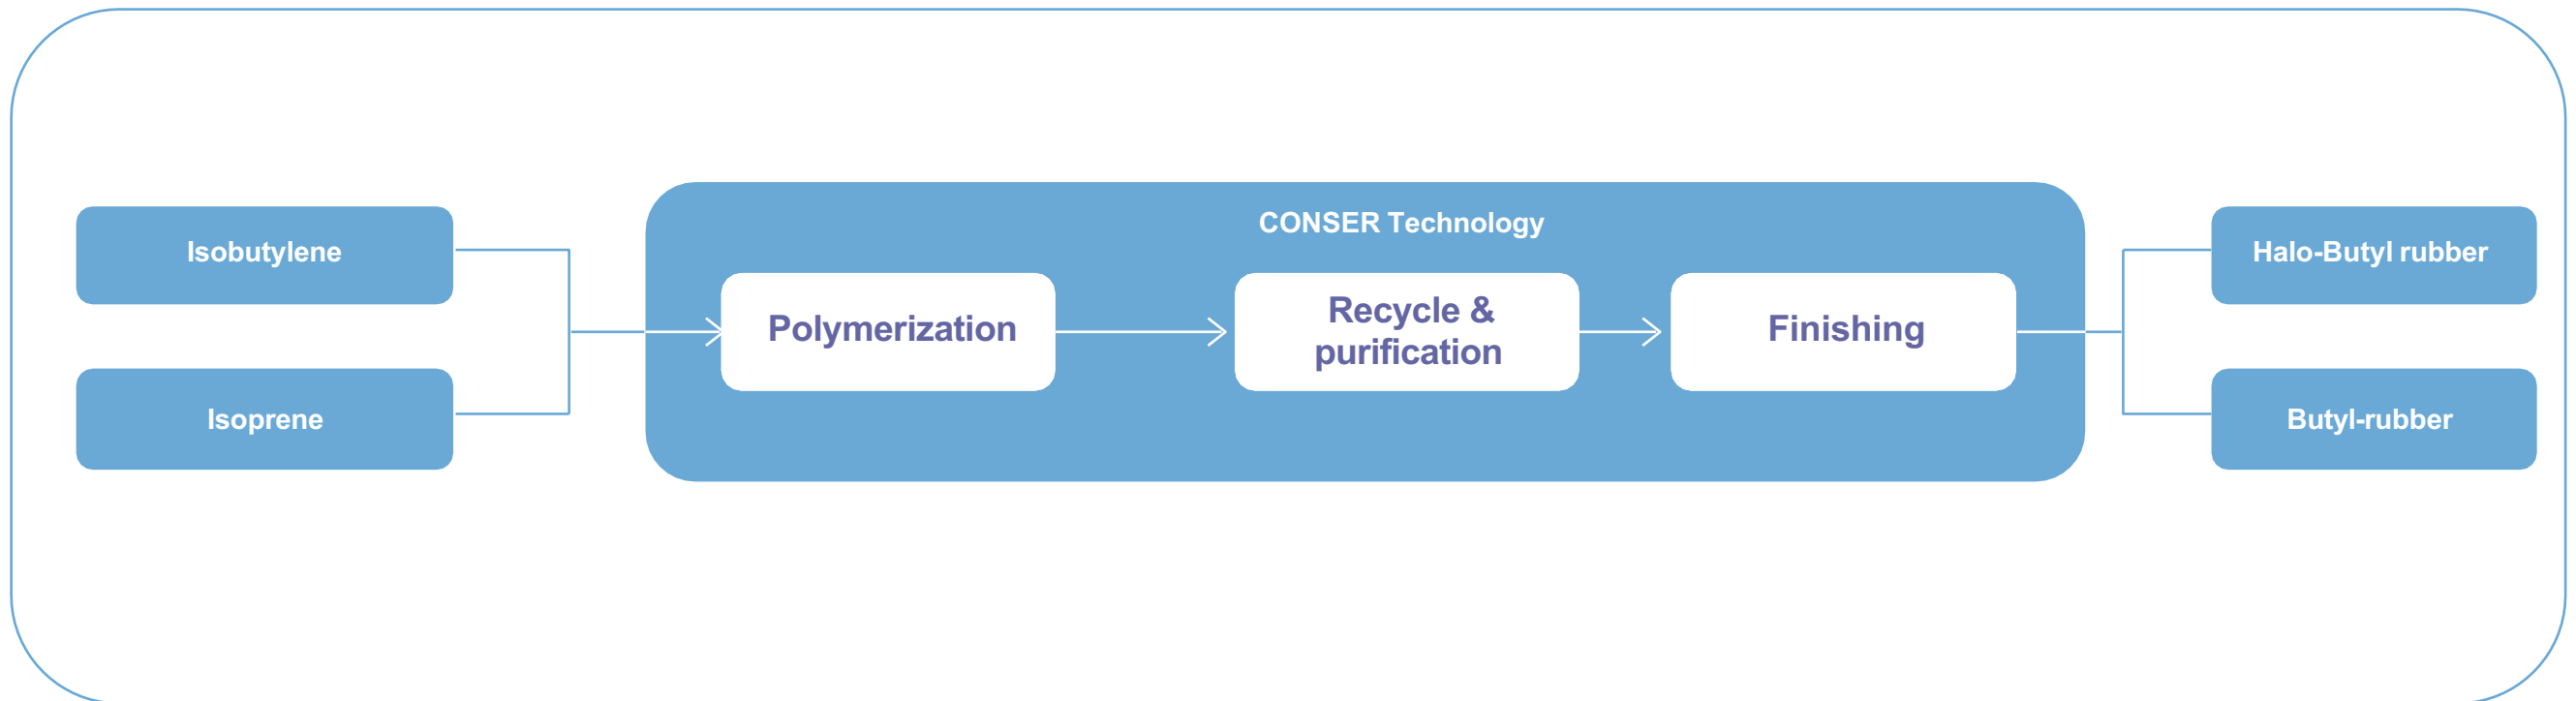 Isobutylene
Isoprene
CONSER Technology
Polymerization
Recycle &
purification
Finishing
Halo-Butyl rubber
Butyl-rubber